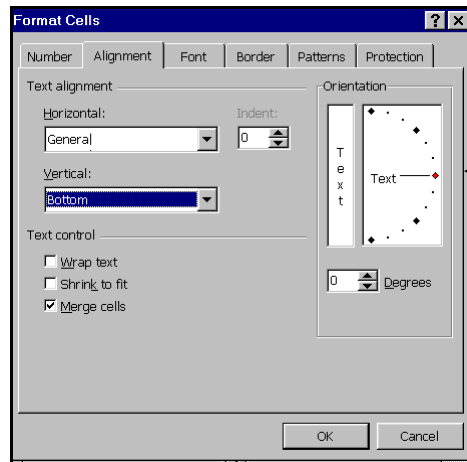 Format Cells
? ×
Number Alignment Font Border Patterns Protection
Text alignment
Horizontal:
General
Indent:
0
Vertical:
Bottom
Text control
Wrap text
Shrink to fit
Merge cells
Orientation
Text
Text
0 Degrees
OK Cancel